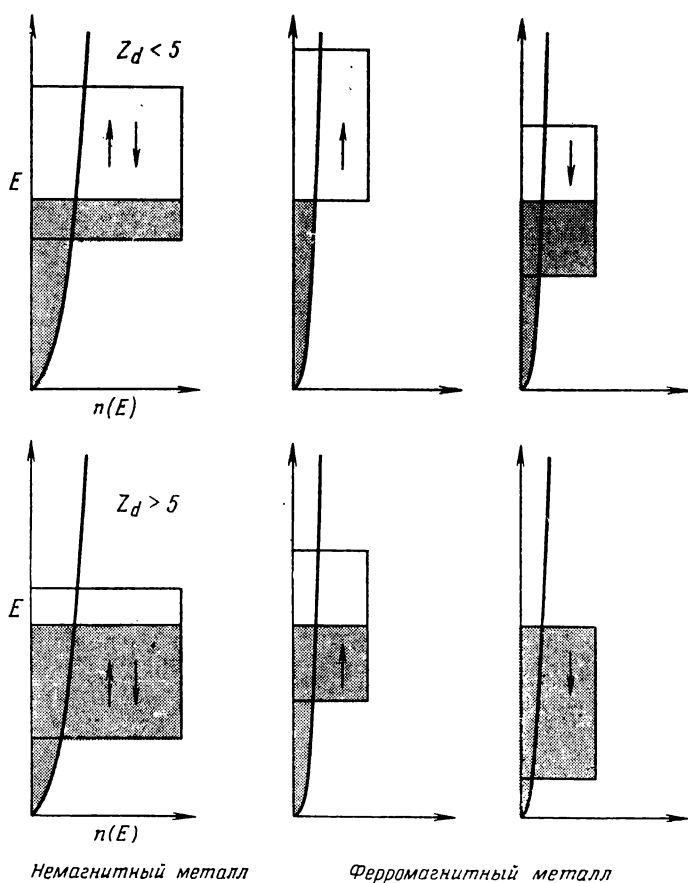 Z_d < 5
E
n(E)
Z_d > 5
E
n(E)
Немагнитный металл
Ферромагнитный металл